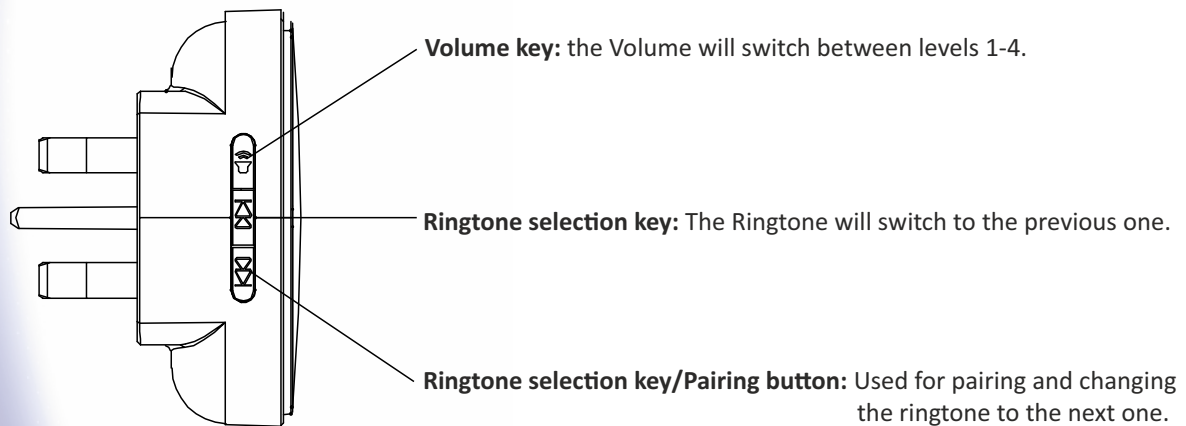 Volume key: the Volume will switch between levels 1-4.
Ringtone selection key: The Ringtone will switch to the previous one.
Ringtone selection key/Pairing button: Used for pairing and changing
the ringtone to the next one.